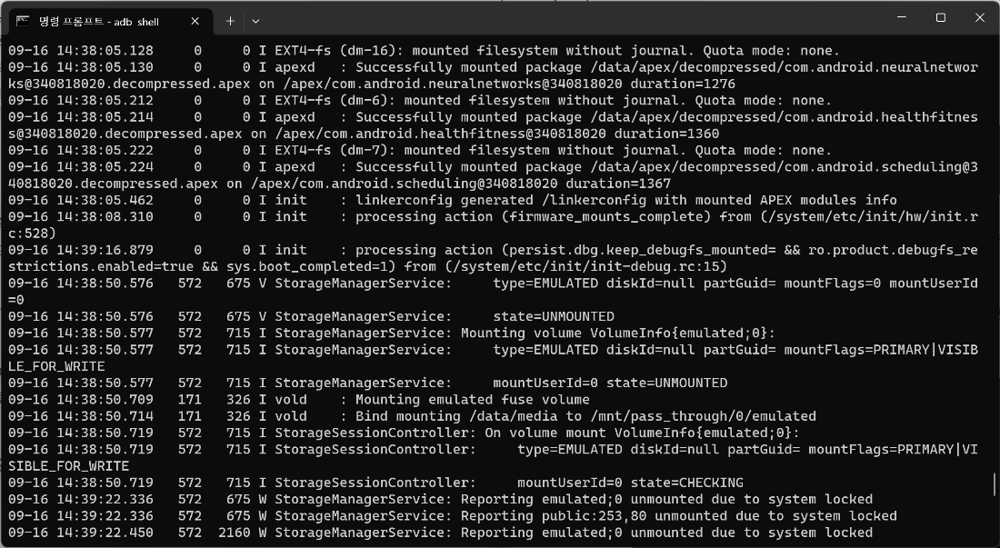 명령 프롬프트 - adb shell
09-16 14:38:05.128     0     0 I EXT4-fs (dm-16): mounted filesystem without journal. Quota mode: none.
09-16 14:38:05.130     0     0 I apexd   : Successfully mounted package /data/apex/decompressed/com.android.neuralnetwor
ks@340818020.decompressed.apex on /apex/com.android.neuralnetworks@340818020 duration=1276
09-16 14:38:05.212     0     0 I EXT4-fs (dm-6): mounted filesystem without journal. Quota mode: none.
09-16 14:38:05.214     0     0 I apexd   : Successfully mounted package /data/apex/decompressed/com.android.healthfitnes
s@340818020.decompressed.apex on /apex/com.android.healthfitness@340818020 duration=1360
09-16 14:38:05.222     0     0 I EXT4-fs (dm-7): mounted filesystem without journal. Quota mode: none.
09-16 14:38:05.224     0     0 I apexd   : Successfully mounted package /data/apex/decompressed/com.android.scheduling@3
40818020.decompressed.apex on /apex/com.android.scheduling@340818020 duration=1367
09-16 14:38:05.462     0     0 I init    : linkerconfig generated /linkerconfig with mounted APEX modules info
09-16 14:38:08.310     0     0 I init    : processing action (firmware_mounts_complete) from (/system/etc/init/hw/init.r
c:528)
09-16 14:39:16.879     0     0 I init    : processing action (persist.dbg.keep_debugfs_mounted= && ro.product.debugfs_re
strictions.enabled=true && sys.boot_completed=1) from (/system/etc/init/init-debug.rc:15)
09-16 14:38:50.576   572   675 V StorageManagerService:     type=EMULATED diskId=null partGuid= mountFlags=0 mountUserId
=0
09-16 14:38:50.576   572   675 V StorageManagerService:     state=UNMOUNTED
09-16 14:38:50.577   572   715 I StorageManagerService: Mounting volume VolumeInfo{emulated;0}:
09-16 14:38:50.577   572   715 I StorageManagerService:     type=EMULATED diskId=null partGuid= mountFlags=PRIMARY|VISIB
LE_FOR_WRITE
09-16 14:38:50.577   572   715 I StorageManagerService:     mountUserId=0 state=UNMOUNTED
09-16 14:38:50.709   171   326 I vold    : Mounting emulated fuse volume
09-16 14:38:50.714   171   326 I vold    : Bind mounting /data/media to /mnt/pass_through/0/emulated
09-16 14:38:50.719   572   715 I StorageSessionController: On volume mount VolumeInfo{emulated;0}:
09-16 14:38:50.719   572   715 I StorageSessionController:     type=EMULATED diskId=null partGuid= mountFlags=PRIMARY|VI
SIBLE_FOR_WRITE
09-16 14:38:50.719   572   715 I StorageSessionController:     mountUserId=0 state=CHECKING
09-16 14:39:22.336   572   675 W StorageManagerService: Reporting emulated;0 unmounted due to system locked
09-16 14:39:22.336   572   675 W StorageManagerService: Reporting public:253,80 unmounted due to system locked
09-16 14:39:22.450   572  2160 W StorageManagerService: Reporting emulated;0 unmounted due to system locked